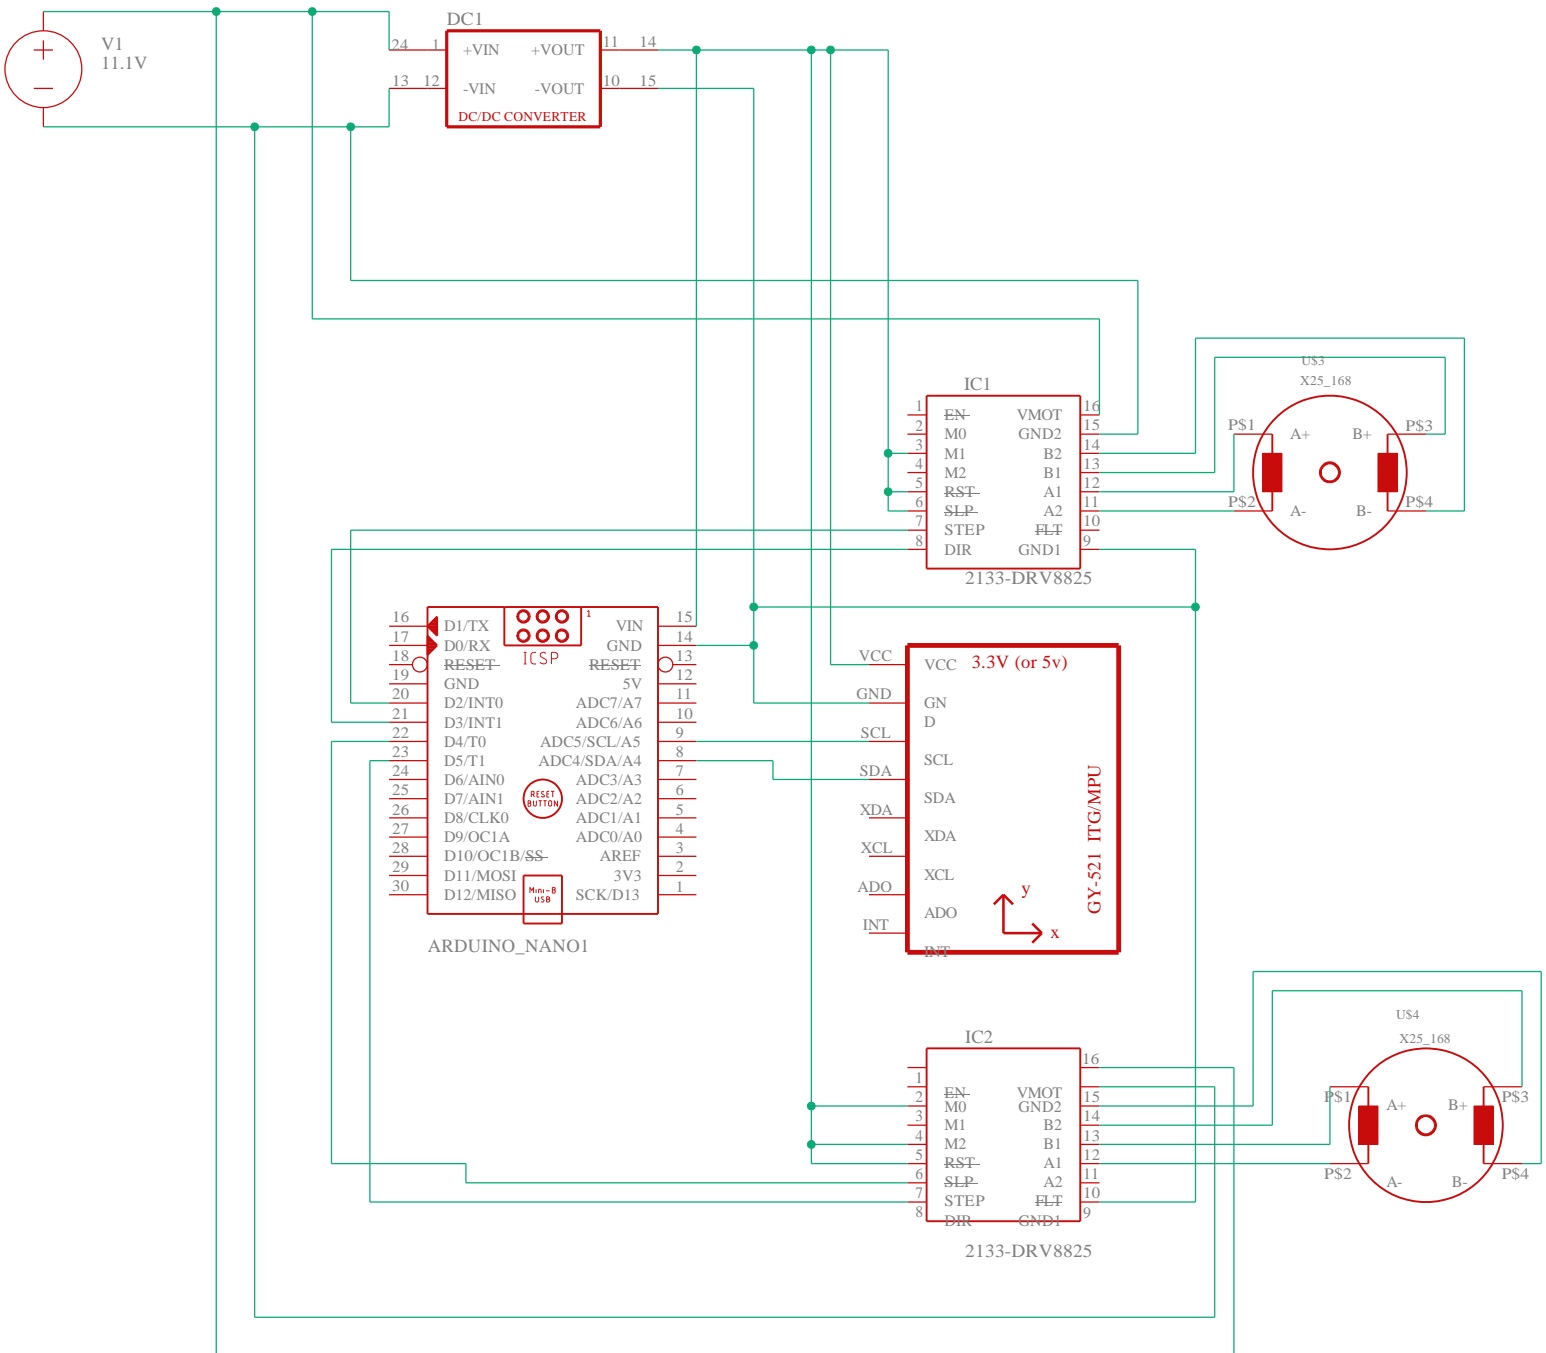 V1
11.1V
DC1
24 1 +VIN +VOUT 11 14
13 12 -VIN -VOUT 10 15
DC/DC CONVERTER
IC1
1 EN VMOT 16
2 M0 GND2 15
3 M1 B2 14
4 M2 B1 13
5 RST A1 12
6 SLP A2 11
7 STEP FLT 10
8 DIR GND1 9
2133-DRV8825
U$3
X25_168
P$1 A+ B+ P$3
P$2 A- B- P$4
16 D1/TX VIN 15
17 D0/RX GND 14
18 RESET RESET 13
19 GND 5V 12
20 D2/INT0 ADC7/A7 11
21 D3/INT1 ADC6/A6 10
22 D4/T0 ADC5/SCL/A5 9
23 D5/T1 ADC4/SDA/A4 8
24 D6/AIN0 ADC3/A3 7
25 D7/AIN1 ADC2/A2 6
26 D8/CLK0 ADC1/A1 5
27 D9/OC1A ADC0/A0 4
28 D10/OC1B/SS AREF 3
29 D11/MOSI 3V3 2
30 D12/MISO SCK/D13 1
1
ICSP
RESET
BUTTON
Mini-B
USB
ARDUINO_NANO1
VCC VCC 3.3V (or 5v)
GND GN
D
SCL SCL
SDA SDA
XDA XDA
XCL XCL
ADO ADO
INT INT
GY-521 ITG/MPU
y
x
IC2
16
1 EN VMOT
2 M0 GND2 15
3 M1 B2 14
4 M2 B1 13
5 RST A1 12
6 SLP A2 11
7 STEP FLT 10
8 DIR GND1 9
2133-DRV8825
U$4
X25_168
P$1 A+ B+ P$3
P$2 A- B- P$4